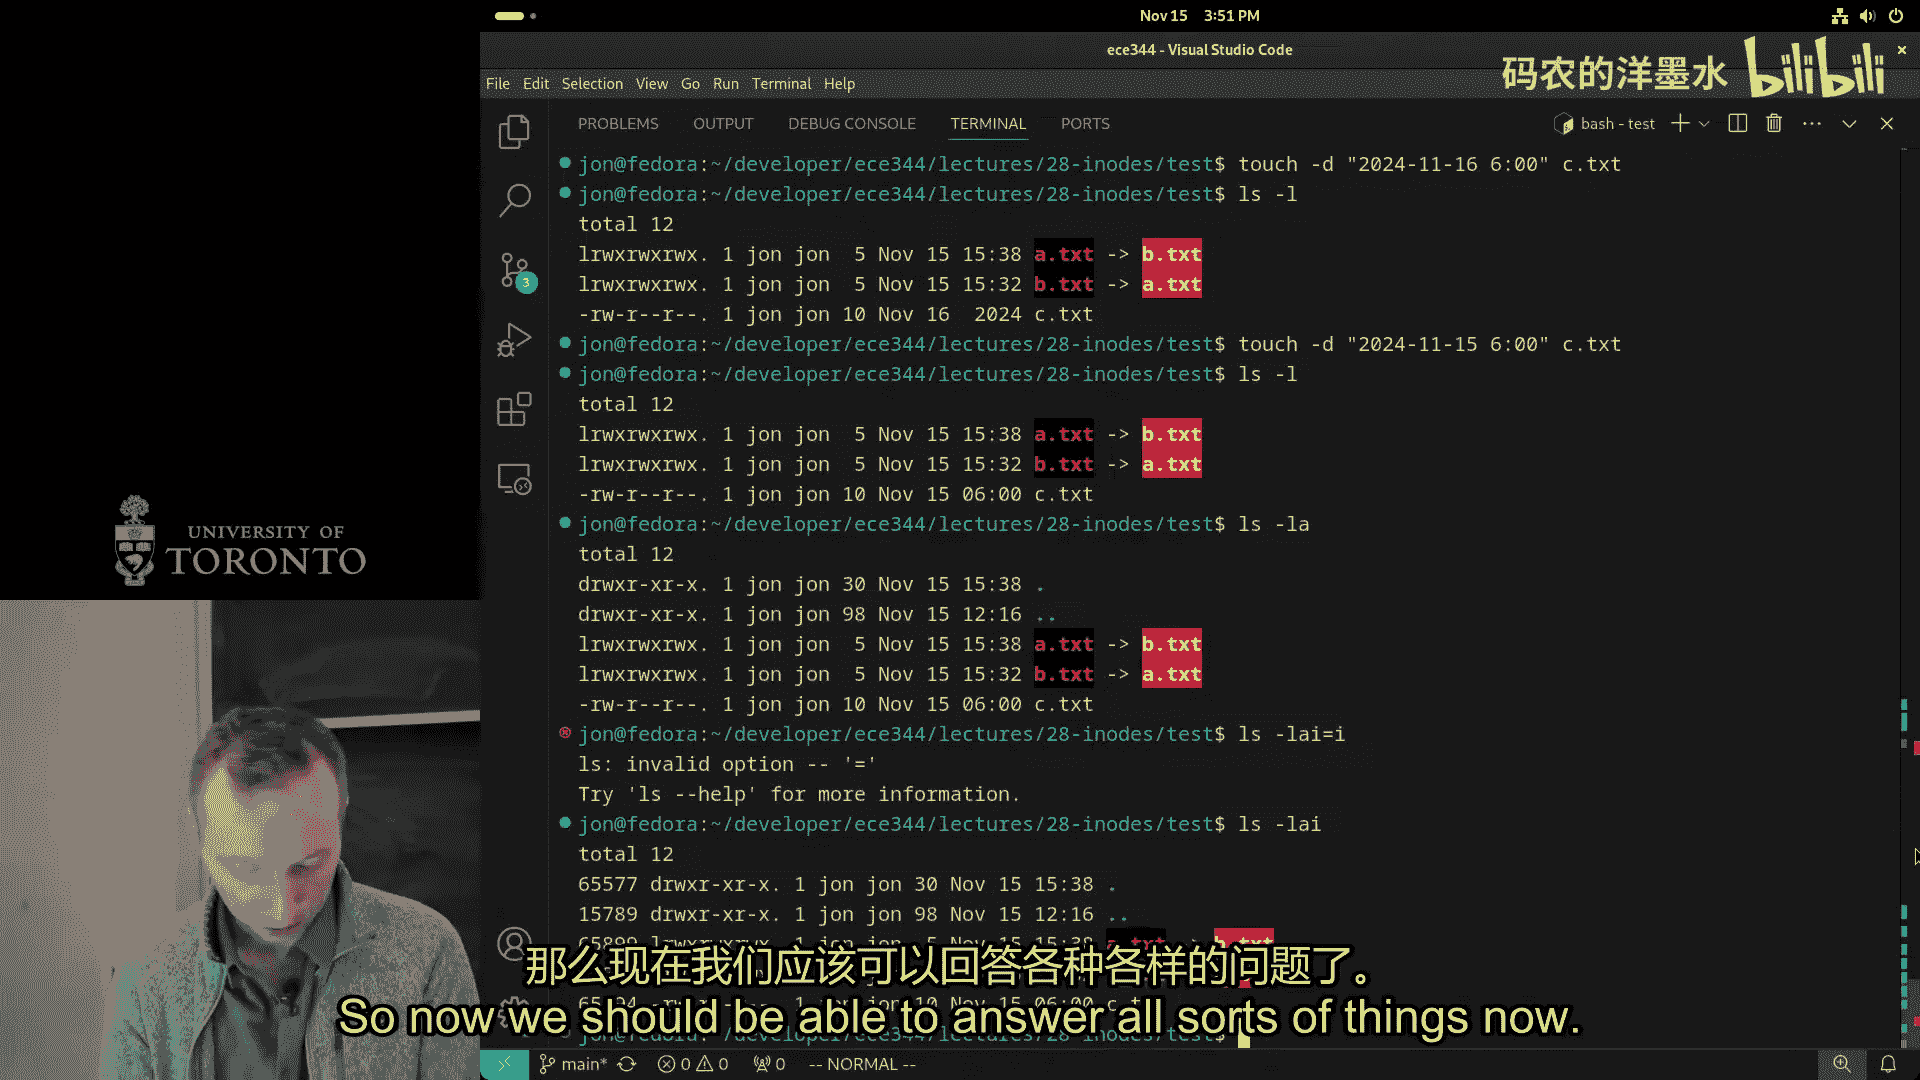 Nov 15 3:51 PM
ece344 - Visual Studio Code
码农的洋墨水 bilibili
File Edit Selection View Go Run Terminal Help
PROBLEMS OUTPUT DEBUG CONSOLE TERMINAL PORTS
bash - test
jon@fedora:~/developer/ece344/lectures/28-inodes/test$ touch -d "2024-11-16 6:00" c.txt
jon@fedora:~/developer/ece344/lectures/28-inodes/test$ ls -l
total 12
lrwxrwxrwx. 1 jon jon  5 Nov 15 15:38 a.txt -> b.txt
lrwxrwxrwx. 1 jon jon  5 Nov 15 15:32 b.txt -> a.txt
-rw-r--r--. 1 jon jon 10 Nov 16  2024 c.txt
jon@fedora:~/developer/ece344/lectures/28-inodes/test$ touch -d "2024-11-15 6:00" c.txt
jon@fedora:~/developer/ece344/lectures/28-inodes/test$ ls -l
total 12
lrwxrwxrwx. 1 jon jon  5 Nov 15 15:38 a.txt -> b.txt
lrwxrwxrwx. 1 jon jon  5 Nov 15 15:32 b.txt -> a.txt
-rw-r--r--. 1 jon jon 10 Nov 15 06:00 c.txt
jon@fedora:~/developer/ece344/lectures/28-inodes/test$ ls -la
total 12
drwxr-xr-x. 1 jon jon 30 Nov 15 15:38 .
drwxr-xr-x. 1 jon jon 98 Nov 15 12:16 ..
lrwxrwxrwx. 1 jon jon  5 Nov 15 15:38 a.txt -> b.txt
lrwxrwxrwx. 1 jon jon  5 Nov 15 15:32 b.txt -> a.txt
-rw-r--r--. 1 jon jon 10 Nov 15 06:00 c.txt
jon@fedora:~/developer/ece344/lectures/28-inodes/test$ ls -lai=i
ls: invalid option -- '='
Try 'ls --help' for more information.
jon@fedora:~/developer/ece344/lectures/28-inodes/test$ ls -lai
total 12
65577 drwxr-xr-x. 1 jon jon 30 Nov 15 15:38 .
15789 drwxr-xr-x. 1 jon jon 98 Nov 15 12:16 ..
那么现在我们应该可以回答各种各样的问题了。
So now we should be able to answer all sorts of things now.
main* 0 0 0 -- NORMAL --
3
UNIVERSITY OF
TORONTO